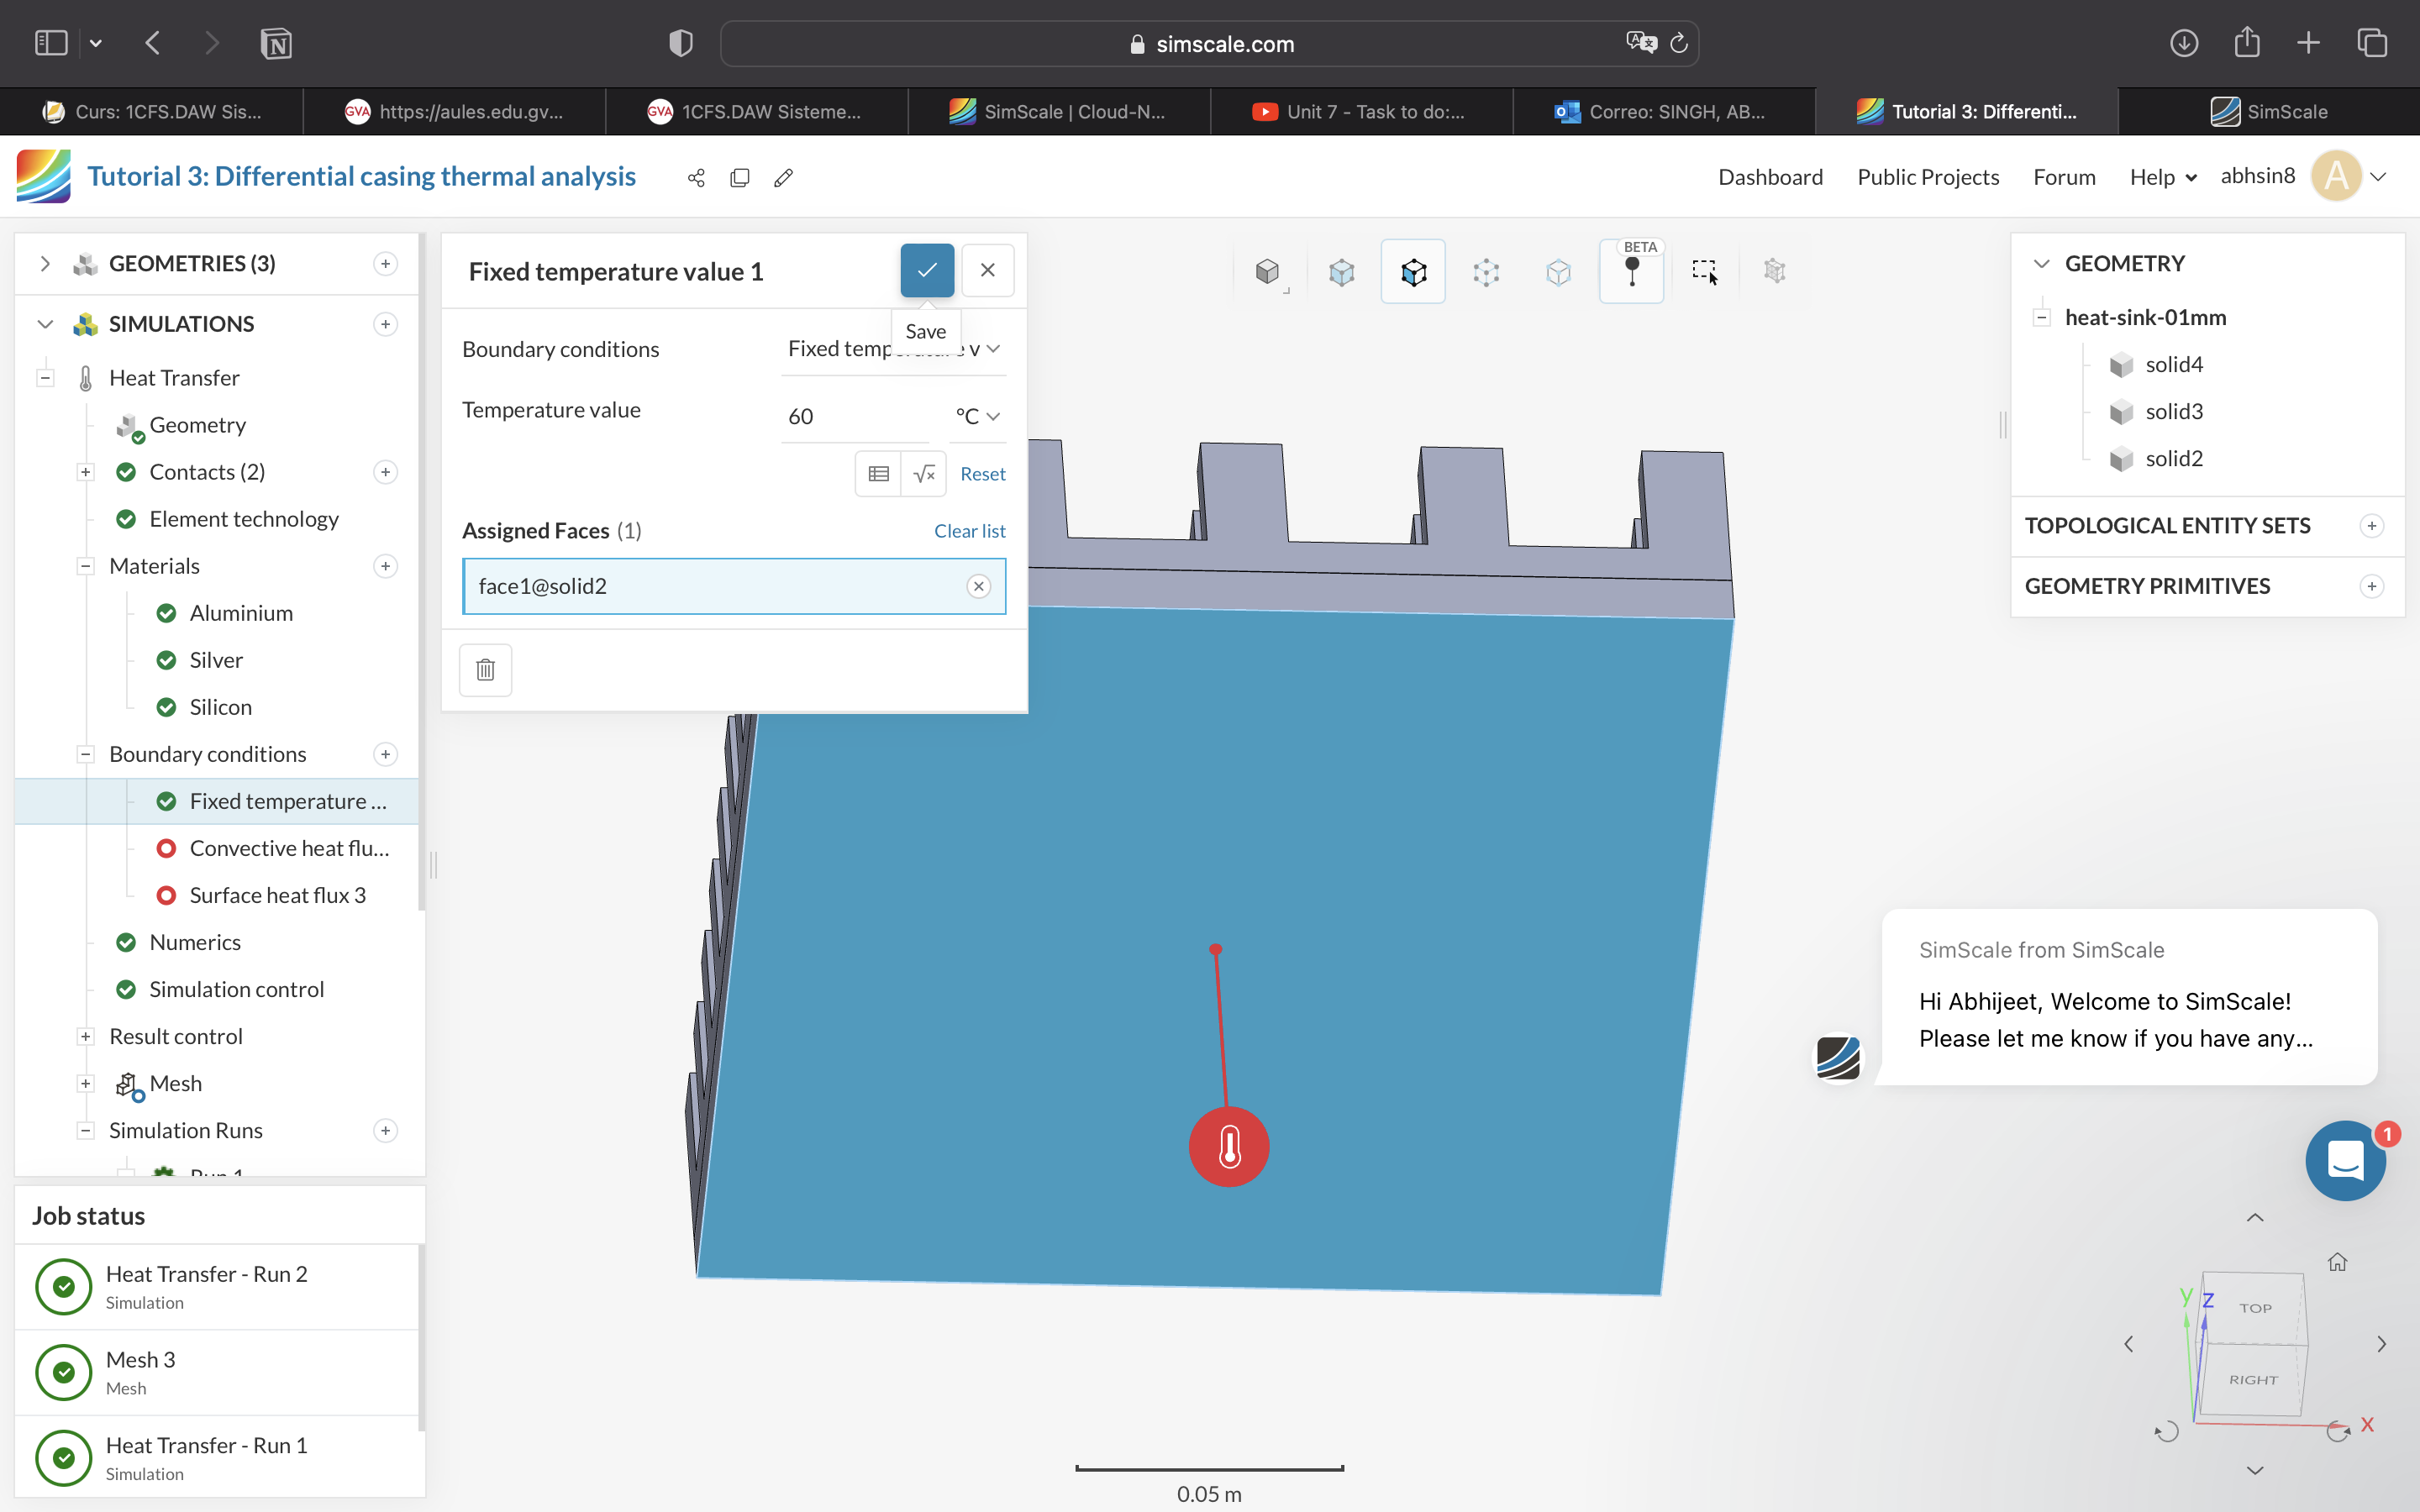 simscale.com
Curs: 1CFS.DAW Sis...
GVA
https://aules.edu.gv...
GVA
1CFS.DAW Sisteme...
SimScale | Cloud-N...
Unit 7 - Task to do:...
Correo: SINGH, AB...
Tutorial 3: Differenti...
SimScale
Tutorial 3: Differential casing thermal analysis
Dashboard
Public Projects
Forum
Help
abhsin8
A
GEOMETRIES (3)
SIMULATIONS
Heat Transfer
Geometry
Contacts (2)
Element technology
Materials
Aluminium
Silver
Silicon
Boundary conditions
Fixed temperature ...
Convective heat flu...
Surface heat flux 3
Numerics
Simulation control
Result control
Mesh
Simulation Runs
Run 1
Job status
Heat Transfer - Run 2
Simulation
Mesh 3
Mesh
Heat Transfer - Run 1
Simulation
Fixed temperature value 1
Save
Boundary conditions
Fixed temp
v
Temperature value
60
°C
√x
Reset
Assigned Faces (1)
Clear list
face1@solid2
BETA
0.05 m
GEOMETRY
heat-sink-01mm
solid4
solid3
solid2
TOPOLOGICAL ENTITY SETS
GEOMETRY PRIMITIVES
SimScale from SimScale
Hi Abhijeet, Welcome to SimScale!
Please let me know if you have any...
1
y
z
TOP
RIGHT
x